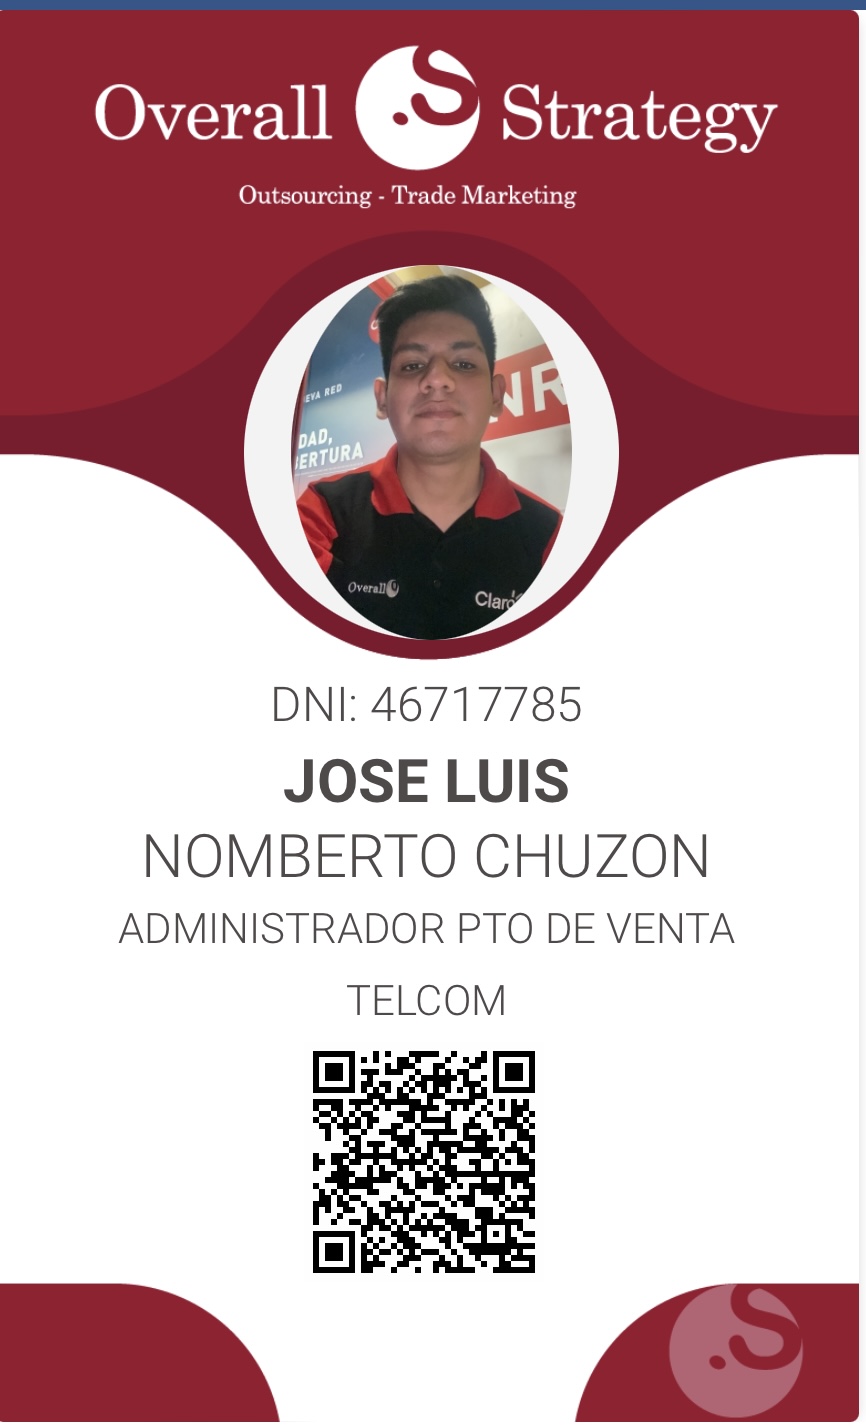 Overall .S Strategy
Outsourcing - Trade Marketing
EVA RED
DAD,
BERTURA
NR
Overall
Claro
DNI: 46717785
JOSE LUIS
NOMBERTO CHUZON
ADMINISTRADOR PTO DE VENTA
TELCOM